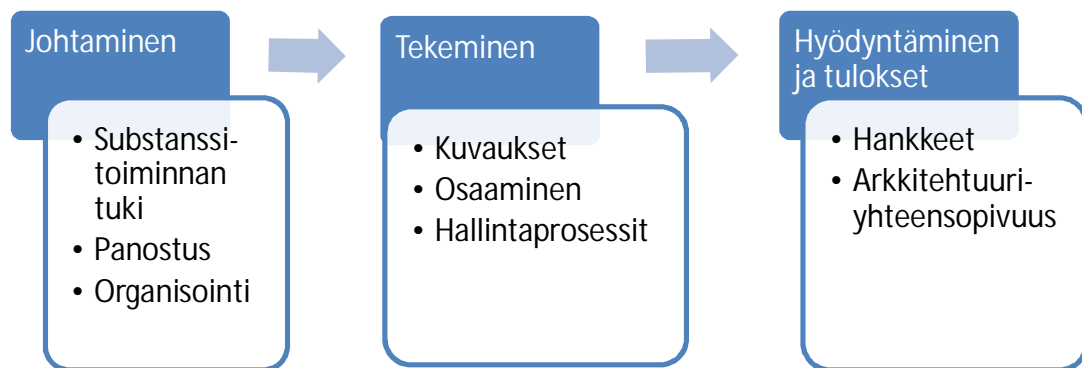 Johtaminen
• Substanssi-
toiminnan
tuki
• Panostus
• Organisointi
Tekeminen
• Kuvaukset
• Osaaminen
• Hallintaprosessit
Hyödyntäminen
ja tulokset
• Hankkeet
• Arkkitehtuuri-
yhteensopivuus